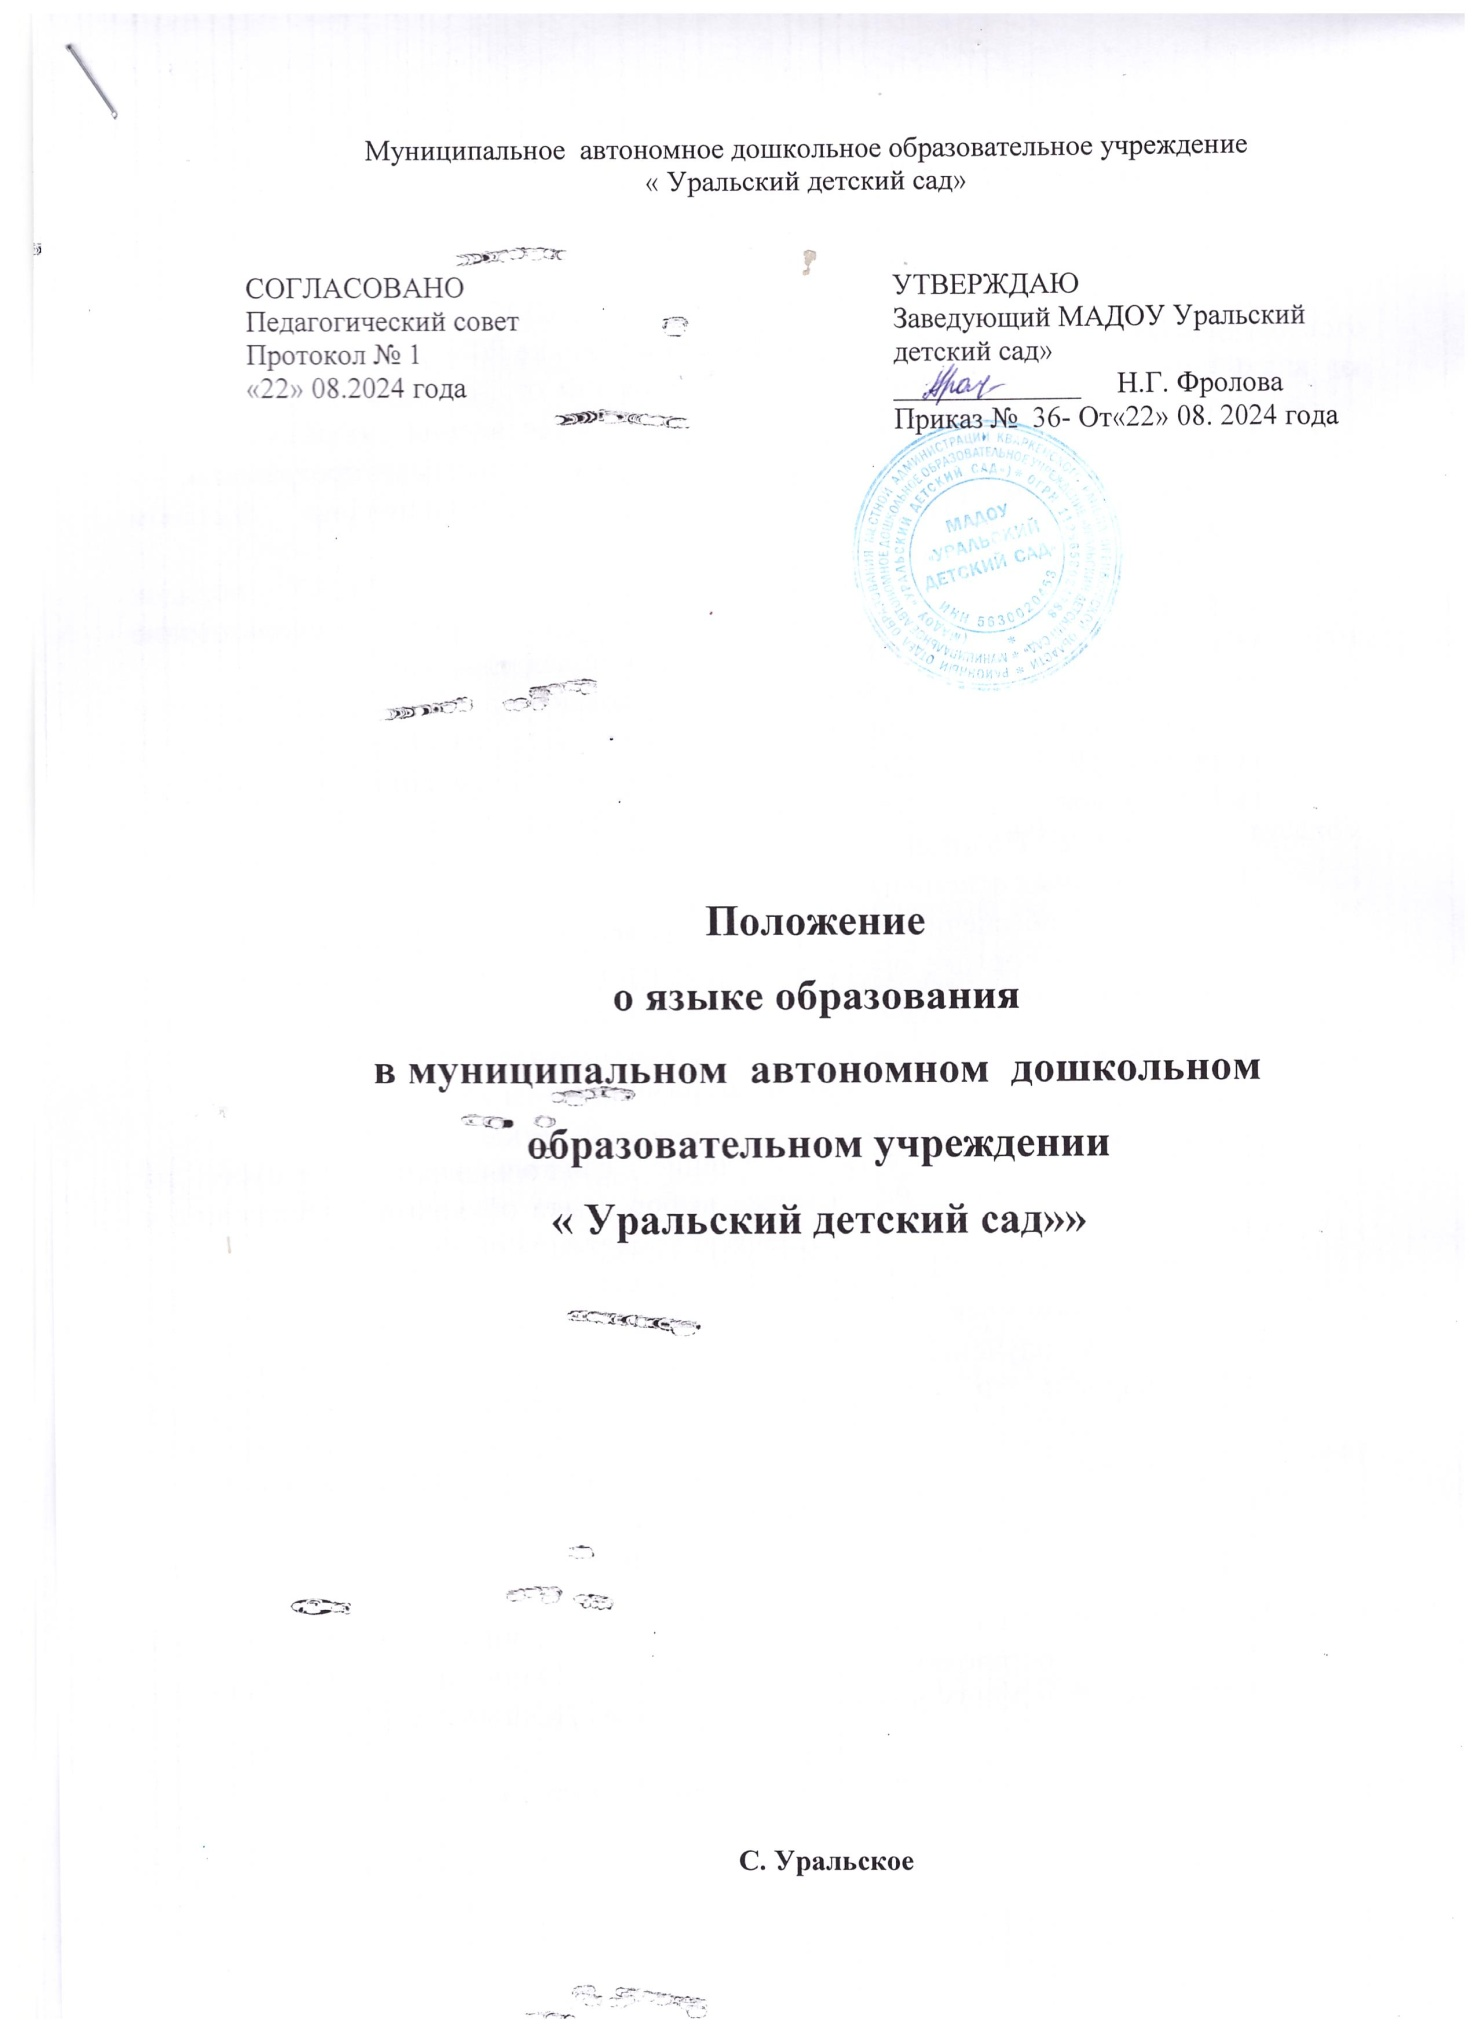 Муниципальное автономное дошкольное образовательное учреждение
« Уральский детский сад»
СОГЛАСОВАНО
Педагогический совет
Протокол № 1
«22» 08.2024 года
УТВЕРЖДАЮ
Заведующий МАДОУ Уральский
детский сад»
Н.Г. Фролова
Приказ № 36- От«22» 08. 2024 года
МАДОУ
«УРАЛЬСКИЙ
ДЕТСКИЙ САД»
ИНН 5630020463
Положение
о языке образования
в муниципальном автономном дошкольном
образовательном учреждении
« Уральский детский сад»»
С. Уральское